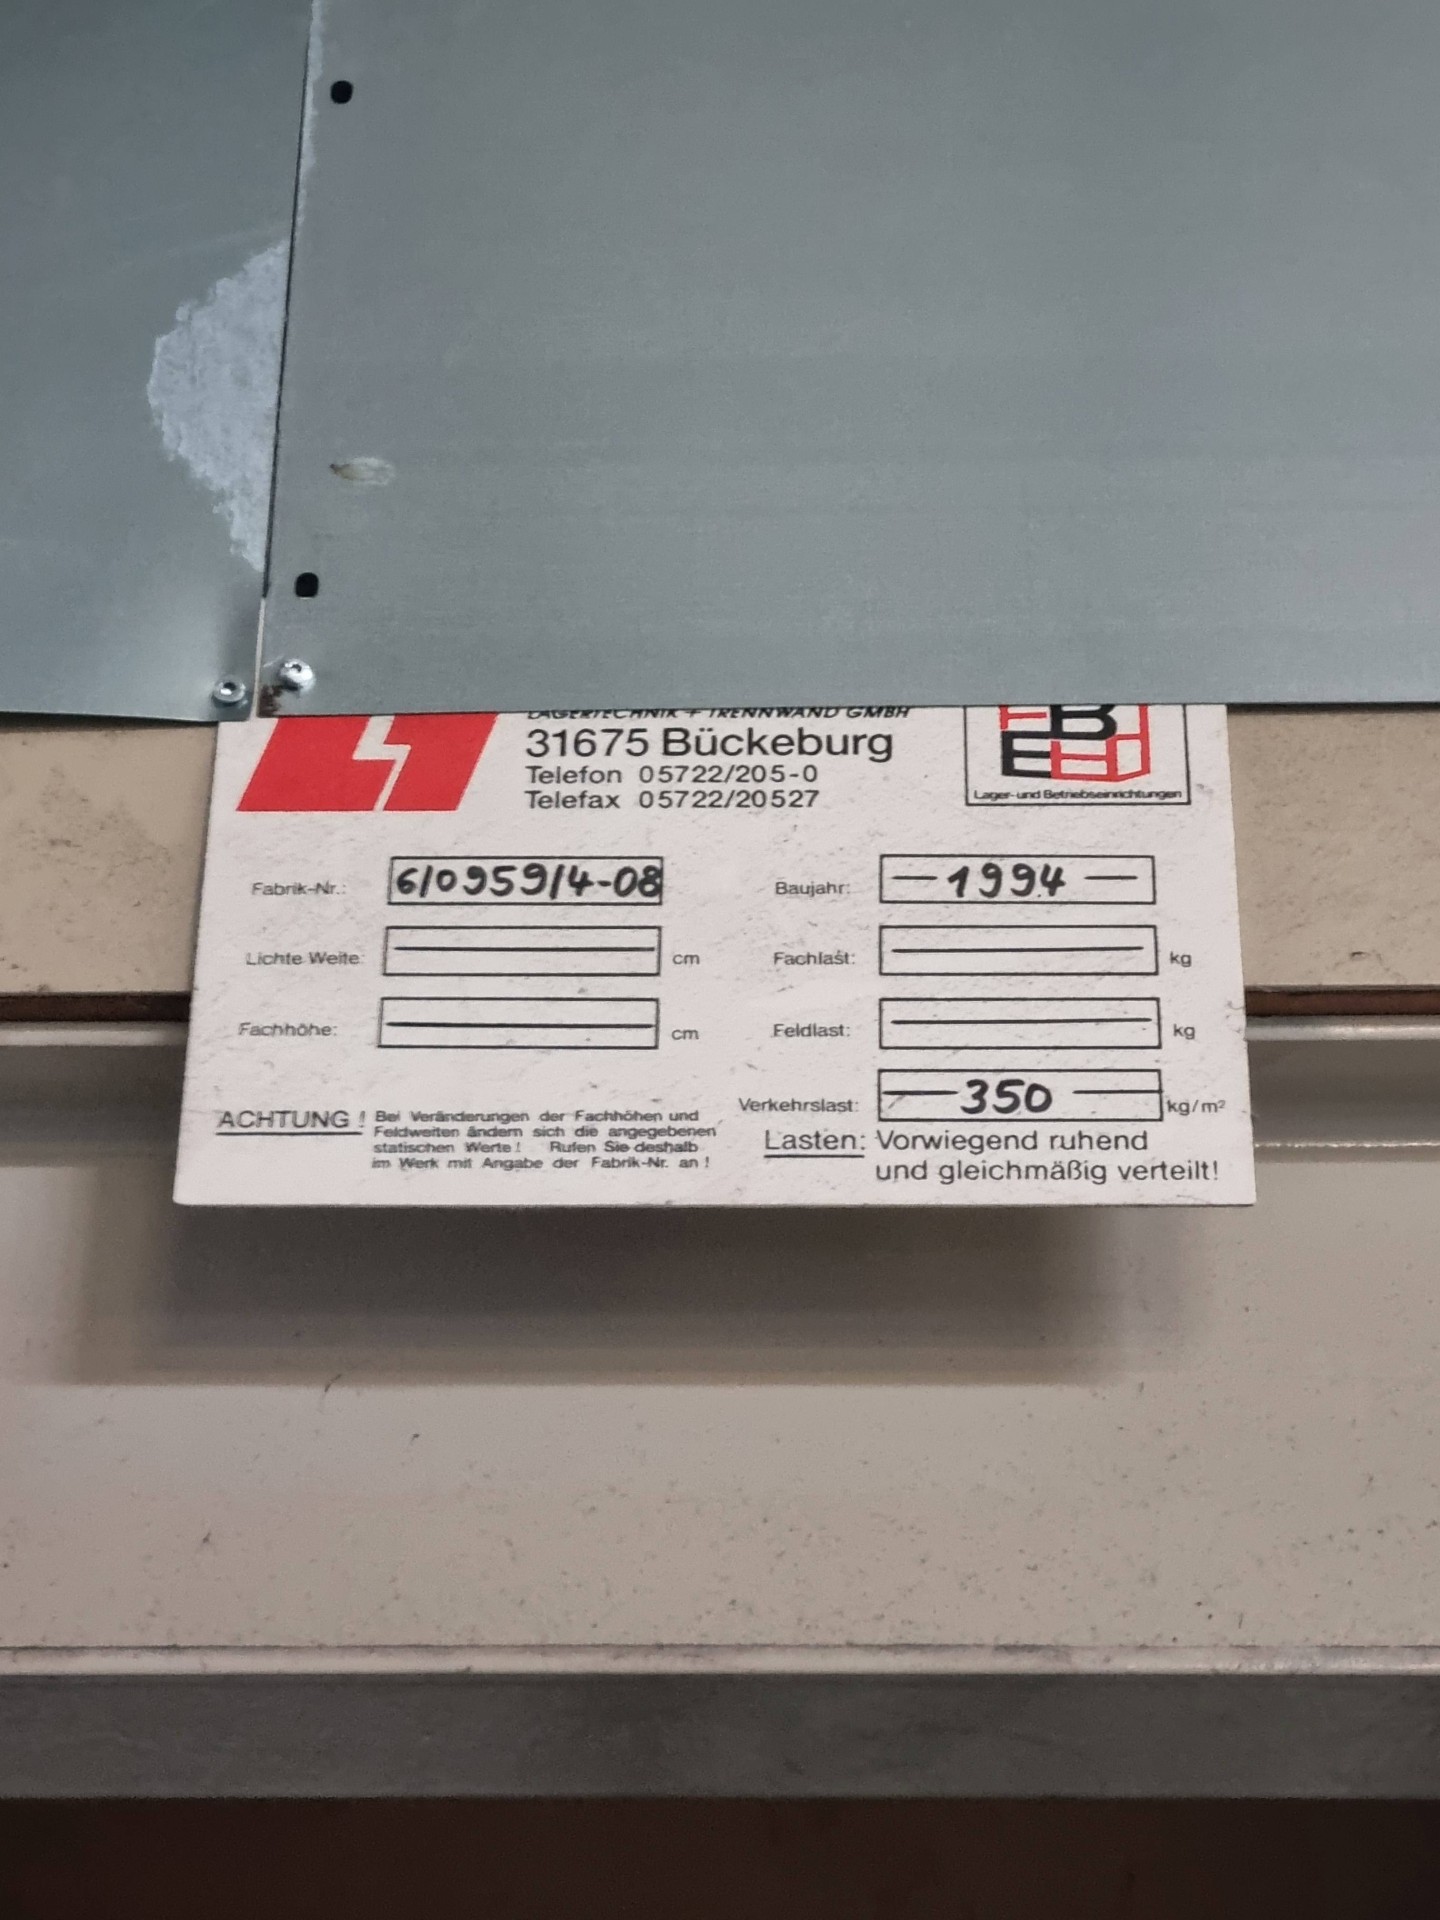 LAGERTECHNIK + TRENNWAND GMBH
31675 Bückeburg
Telefon 05722/205-0
Telefax 05722/20527
Lager- und Betriebseinrichtungen
Fabrik-Nr.: 6/0959/4-08
Baujahr: — 1994 —
Lichte Weite: cm
Fachlast: kg
Fachhöhe: cm
Feldlast: kg
Verkehrslast: — 350 — kg/m²
ACHTUNG ! Bei Veränderungen der Fachhöhen und
Feldweiten ändern sich die angegebenen
statischen Werte ! Rufen Sie deshalb
im Werk mit Angabe der Fabrik-Nr. an !
Lasten: Vorwiegend ruhend
und gleichmäßig verteilt!